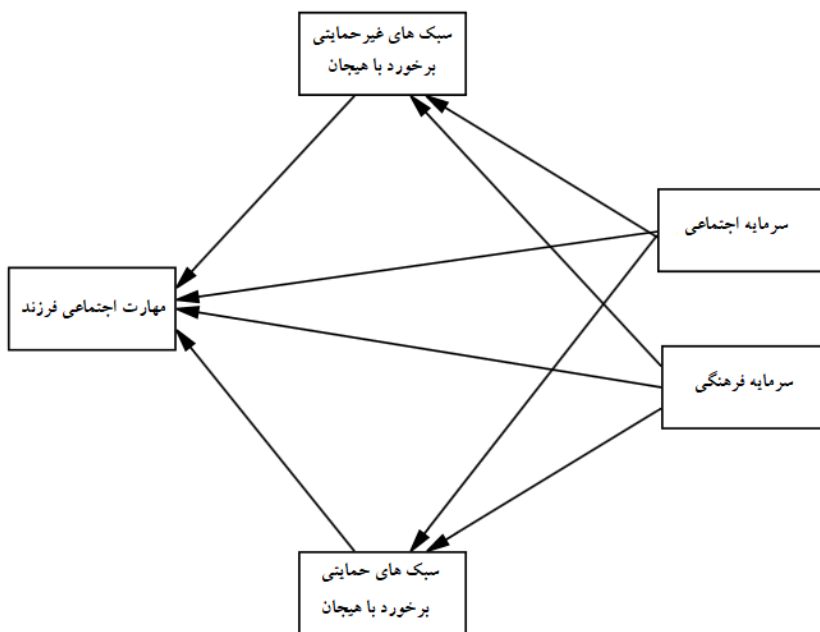 سبک های غیرحمایتی
برخورد با هیجان
سرمایه اجتماعی
مهارت اجتماعی فرزند
سرمایه فرهنگی
سبک های حمایتی
برخورد با هیجان